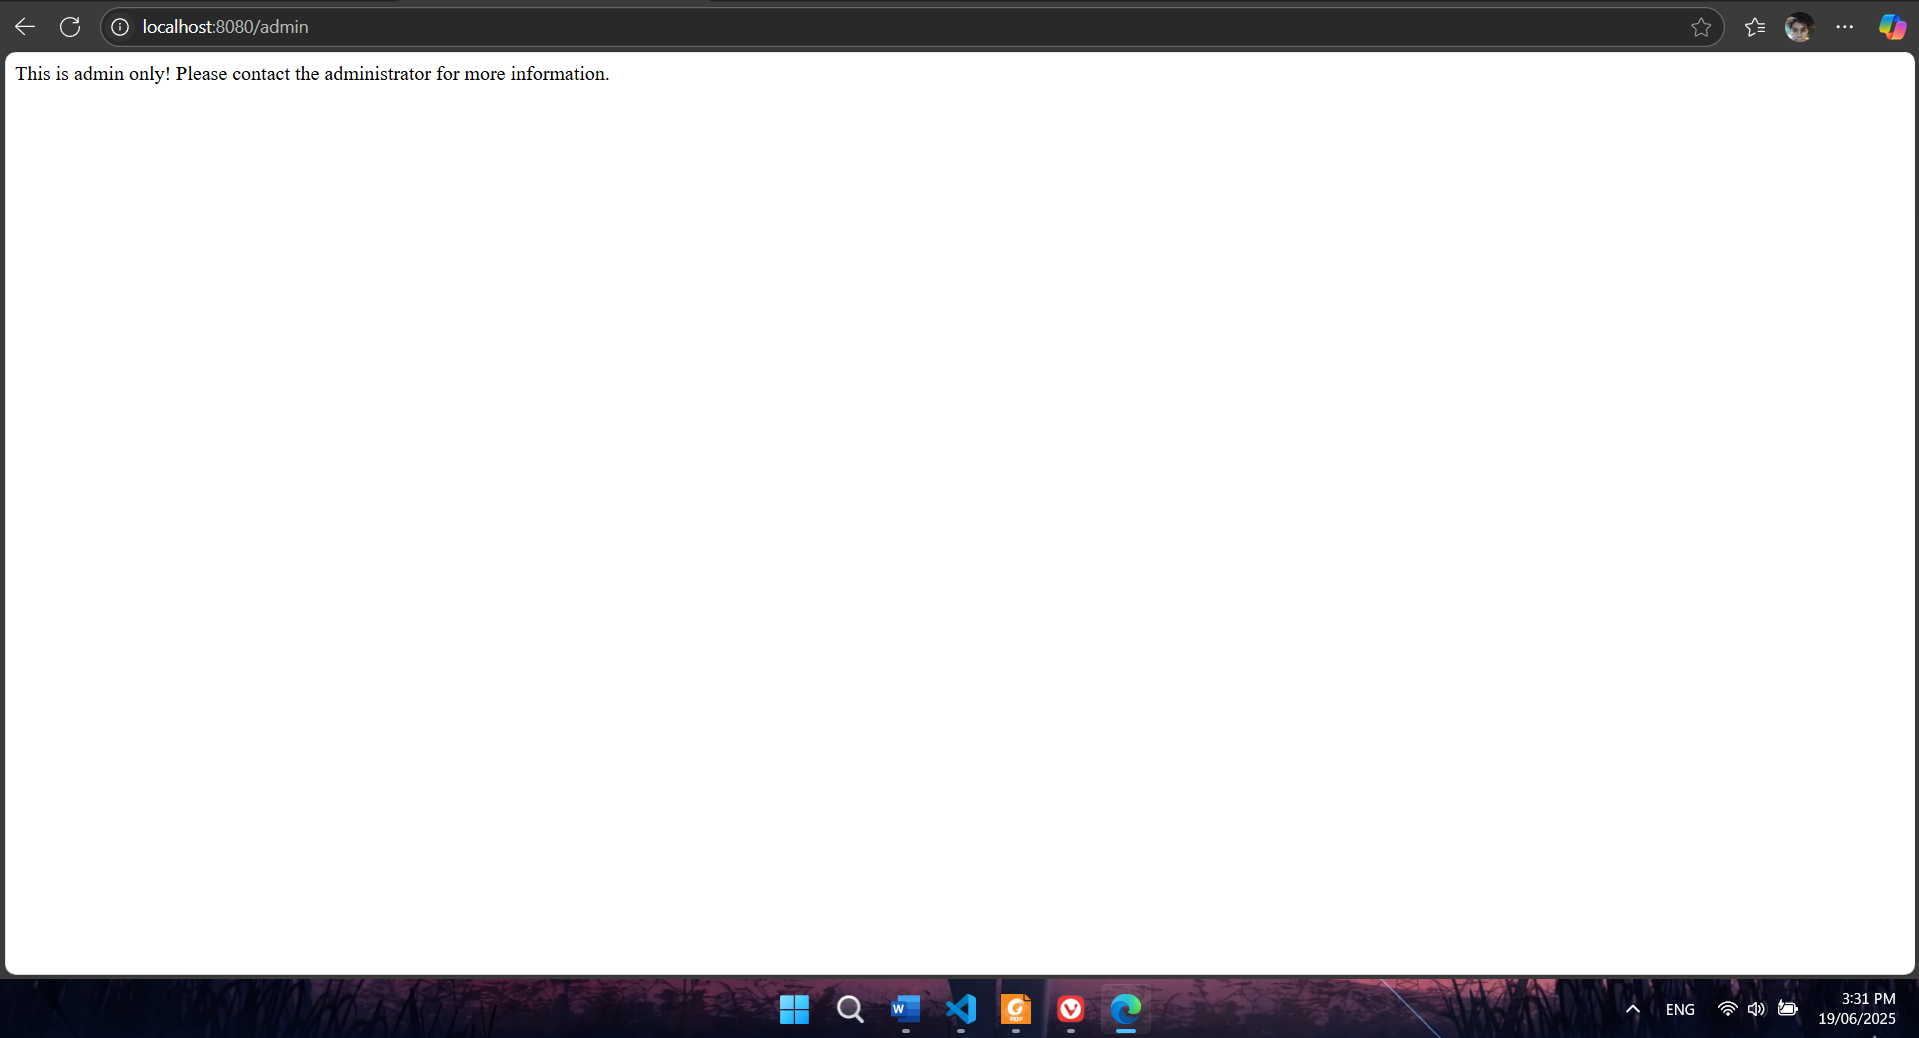 localhost:8080/admin
This is admin only! Please contact the administrator for more information.
W
PDF
ENG
3:31 PM
19/06/2025